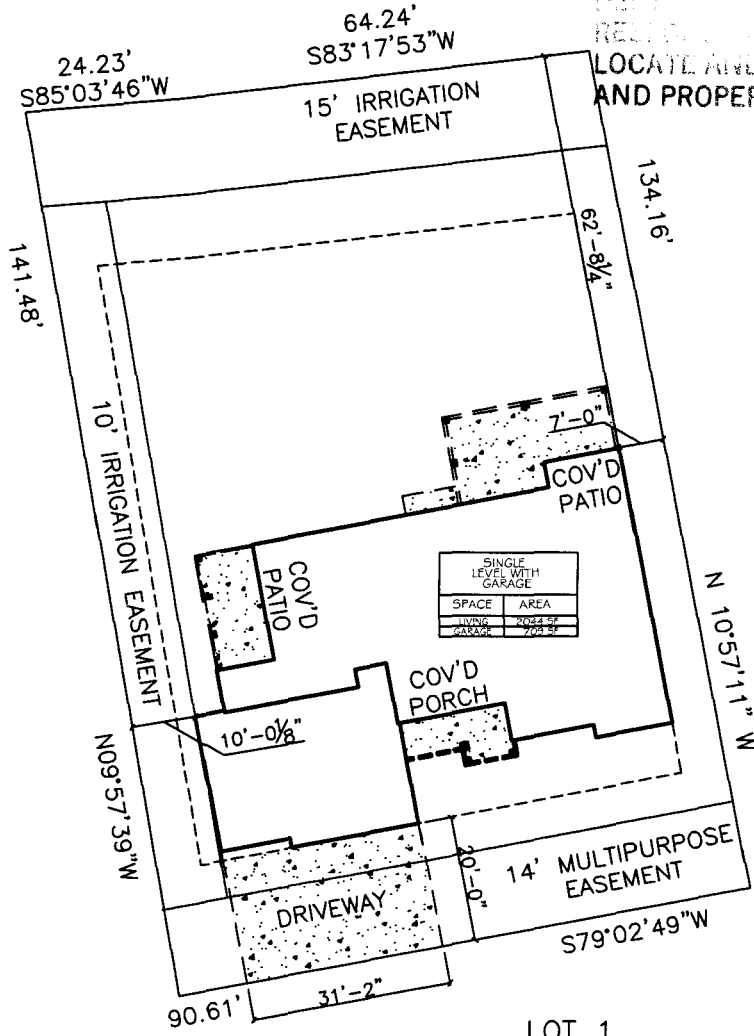 24.23'
S85°03'46"W
64.24'
S83°17'53"W
LOCATE AND
AND PROPER
15' IRRIGATION
EASEMENT
134.16'
62'-8¼"
141.48'
10' IRRIGATION EASEMENT
7'-0"
COV'D
PATIO
COV'D
PATIO
SINGLE
LEVEL WITH
GARAGE
SPACE AREA
LIVING 2044 SF
GARAGE 709 SF
N 10°57'11" W
COV'D
PORCH
10'-0⅛"
N09°57'39"W
20'-0"
14' MULTIPURPOSE
EASEMENT
DRIVEWAY
S79°02'49"W
90.61'
31'-2"
LOT 1